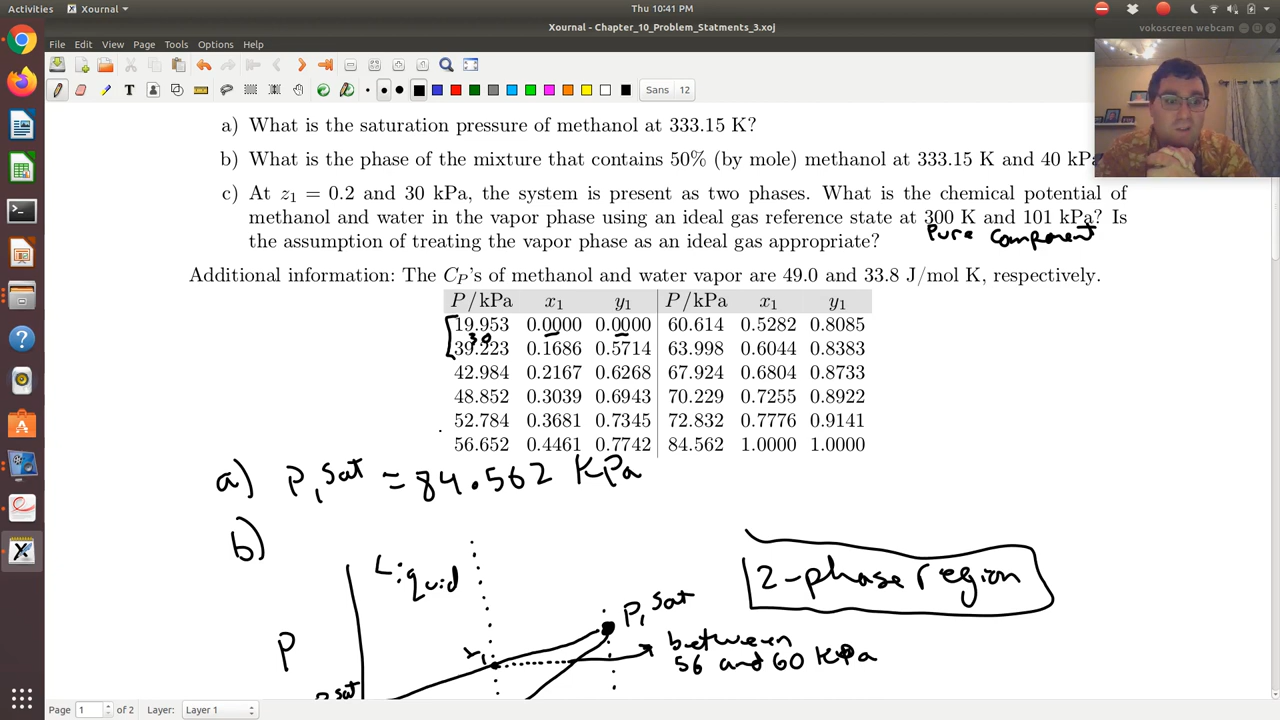 Activities
Xournal
Thu 10:41 PM
Xournal - Chapter_10_Problem_Statments_3.xoj
vokoscreen webcam
File Edit View Page Tools Options Help
Sans 12
a) What is the saturation pressure of methanol at 333.15 K?
b) What is the phase of the mixture that contains 50% (by mole) methanol at 333.15 K and 40 kPa
c) At z1 = 0.2 and 30 kPa, the system is present as two phases. What is the chemical potential of
methanol and water in the vapor phase using an ideal gas reference state at 300 K and 101 kPa? Is
the assumption of treating the vapor phase as an ideal gas appropriate?
Pure component
Additional information: The CP's of methanol and water vapor are 49.0 and 33.8 J/mol K, respectively.
P/kPa x1 y1 P/kPa x1 y1
19.953 0.0000 0.0000 60.614 0.5282 0.8085
30
39.223 0.1686 0.5714 63.998 0.6044 0.8383
42.984 0.2167 0.6268 67.924 0.6804 0.8733
48.852 0.3039 0.6943 70.229 0.7255 0.8922
52.784 0.3681 0.7345 72.832 0.7776 0.9141
56.652 0.4461 0.7742 84.562 1.0000 1.0000
a) P1 sat = 84.562 KPa
b)
Liquid
2-phase region
P1 sat
between
56 and 60 KPa
P
sat
Page 1 of 2 Layer: Layer 1